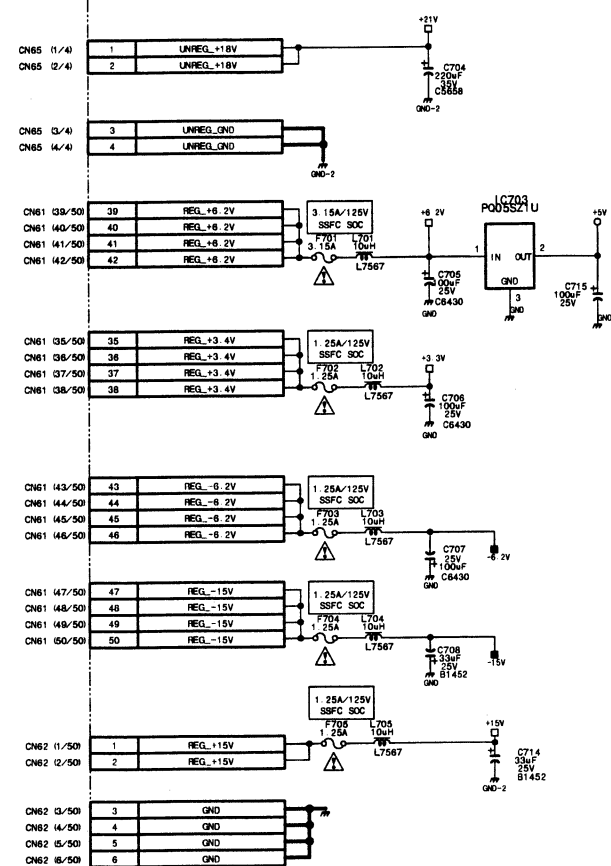 +21V
CN65 (1/4) 1 UNREG_+18V
CN65 (2/4) 2 UNREG_+18V
+ C704
220uF
35V
C5658
GND-2
CN65 (3/4) 3 UNREG_GND
CN65 (4/4) 4 UNREG_GND
GND-2
CN61 (39/50) 39 REG_+6.2V
CN61 (40/50) 40 REG_+6.2V
CN61 (41/50) 41 REG_+6.2V
CN61 (42/50) 42 REG_+6.2V
3.15A/125V
SSFC SOC
F701
3.15A
L701
10uH
L7567
+6 2V
+ C705
00uF
25V
C6430
GND
IC703
PQ05SZ1U
1 IN OUT 2
GND
3
GND
+5V
+ C715
100uF
25V
GND
CN61 (35/50) 35 REG_+3.4V
CN61 (36/50) 36 REG_+3.4V
CN61 (37/50) 37 REG_+3.4V
CN61 (38/50) 38 REG_+3.4V
1.25A/125V
SSFC SOC
F702
1.25A
L702
10uH
L7567
+3.3V
+ C706
100uF
25V
C6430
GND
CN61 (43/50) 43 REG_-6.2V
CN61 (44/50) 44 REG_-6.2V
CN61 (45/50) 45 REG_-6.2V
CN61 (46/50) 46 REG_-6.2V
1.25A/125V
SSFC SOC
F703
1.25A
L703
10uH
L7567
C707
25V
+100uF
C6430
GND
-6.2V
CN61 (47/50) 47 REG_-15V
CN61 (48/50) 48 REG_-15V
CN61 (49/50) 49 REG_-15V
CN61 (50/50) 50 REG_-15V
1.25A/125V
SSFC SOC
F704
1.25A
L704
10uH
L7567
C708
+33uF
25V
B1452
GND
-15V
1.25A/125V
SSFC SOC
F705
1.25A
L705
10uH
L7567
+15V
CN62 (1/50) 1 REG_+15V
CN62 (2/50) 2 REG_+15V
+ C714
33uF
25V
B1452
GND-2
CN62 (3/50) 3 GND
CN62 (4/50) 4 GND
CN62 (5/50) 5 GND
CN62 (6/50) 6 GND